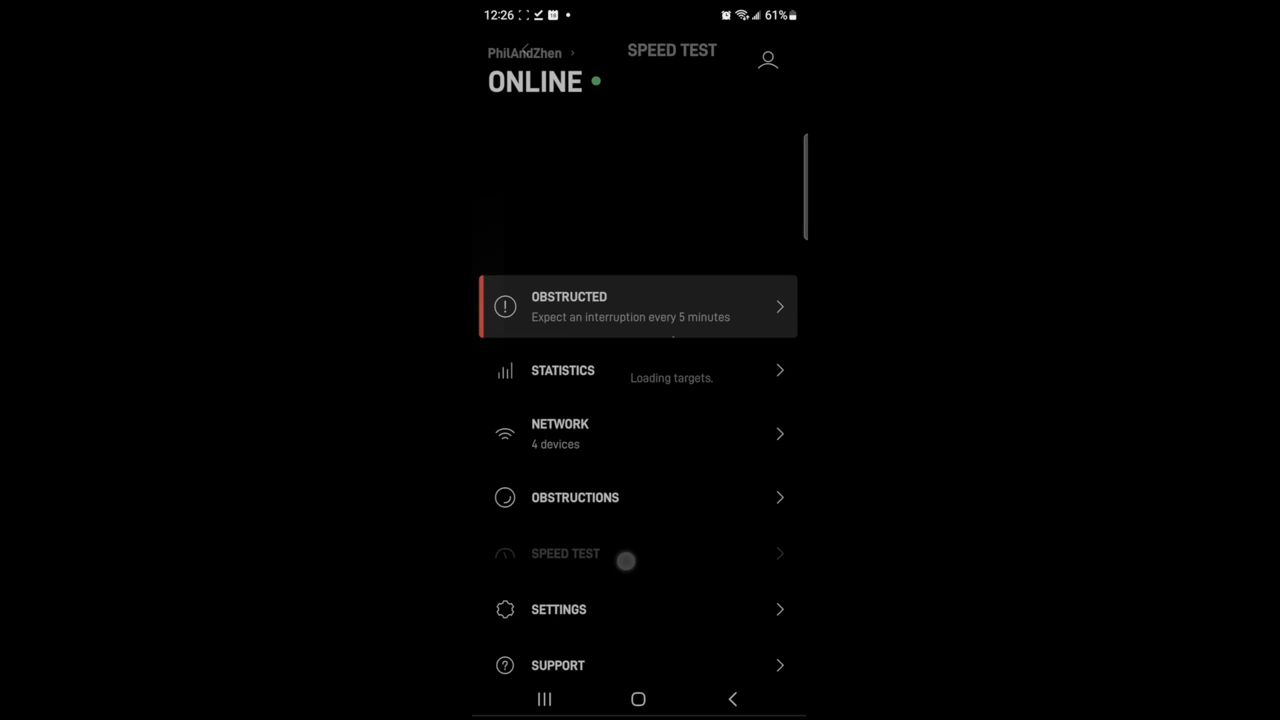 12:26
61%
PhilAndZhen
SPEED TEST
ONLINE
OBSTRUCTED
Expect an interruption every 5 minutes
STATISTICS
Loading targets.
NETWORK
4 devices
OBSTRUCTIONS
SPEED TEST
SETTINGS
SUPPORT